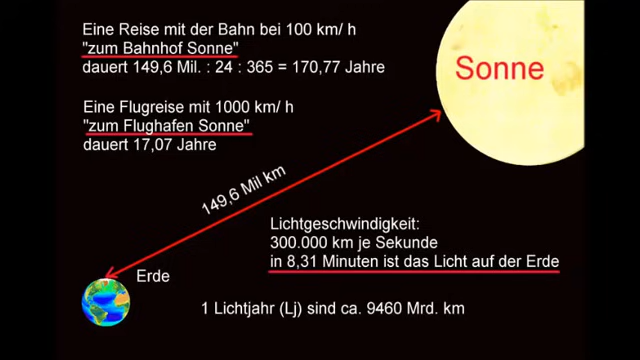 Eine Reise mit der Bahn bei 100 km/ h
"zum Bahnhof Sonne"
dauert 149,6 Mil. : 24 : 365 = 170,77 Jahre
Sonne
Eine Flugreise mit 1000 km/ h
"zum Flughafen Sonne"
dauert 17,07 Jahre
149,6 Mil km
Lichtgeschwindigkeit:
300.000 km je Sekunde
in 8,31 Minuten ist das Licht auf der Erde
Erde
1 Lichtjahr (Lj) sind ca. 9460 Mrd. km